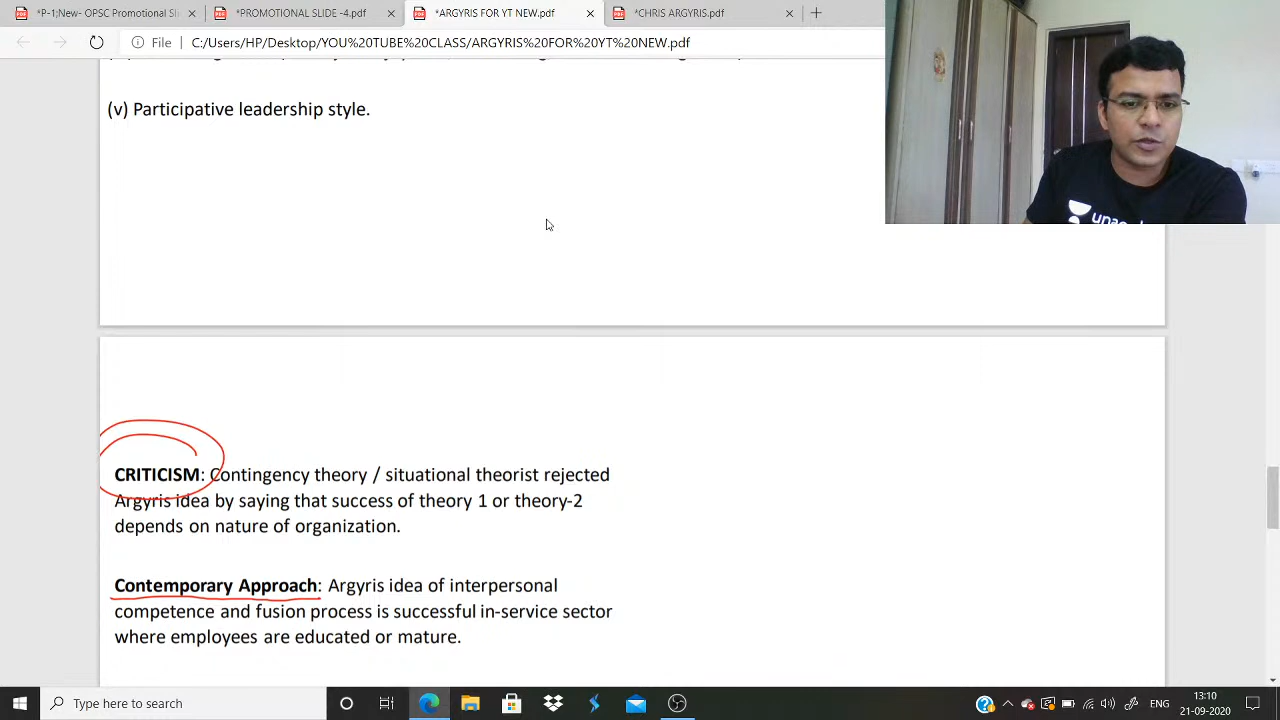 *P-1;New- OPSC Promotional Sl
*PROMOTIONAL SLIDE -4.pdf
*ARGYRIS FOR YT NEW.pdf
*CHRIS ARGYRIS.pdf
File
C:/Users/HP/Desktop/YOU%20TUBE%20CLASS/ARGYRIS%20FOR%20YT%20NEW.pdf
(v) Participative leadership style.
CRITICISM: Contingency theory / situational theorist rejected
Argyris idea by saying that success of theory 1 or theory-2
depends on nature of organization.
Contemporary Approach: Argyris idea of interpersonal
competence and fusion process is successful in-service sector
where employees are educated or mature.
Type here to search
ENG
13:10
21-09-2020